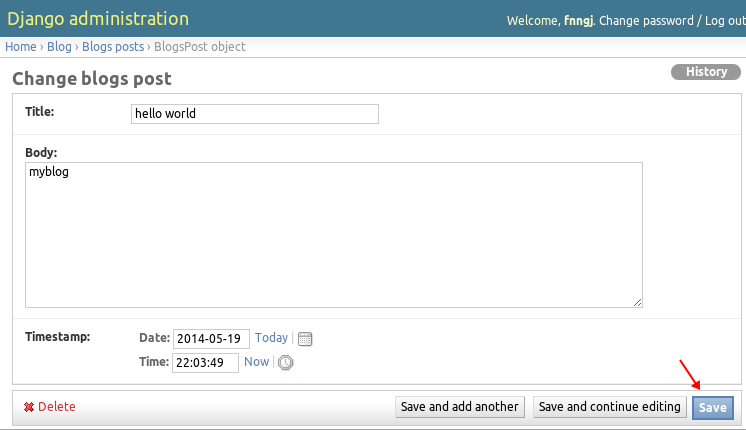 Django administration
Welcome, fnngj. Change password / Log out
Home › Blog › Blogs posts › BlogsPost object
Change blogs post
History
Title: hello world
Body:
myblog
Timestamp: Date: 2014-05-19 Today |
Time: 22:03:49 Now |
Delete Save and add another Save and continue editing Save